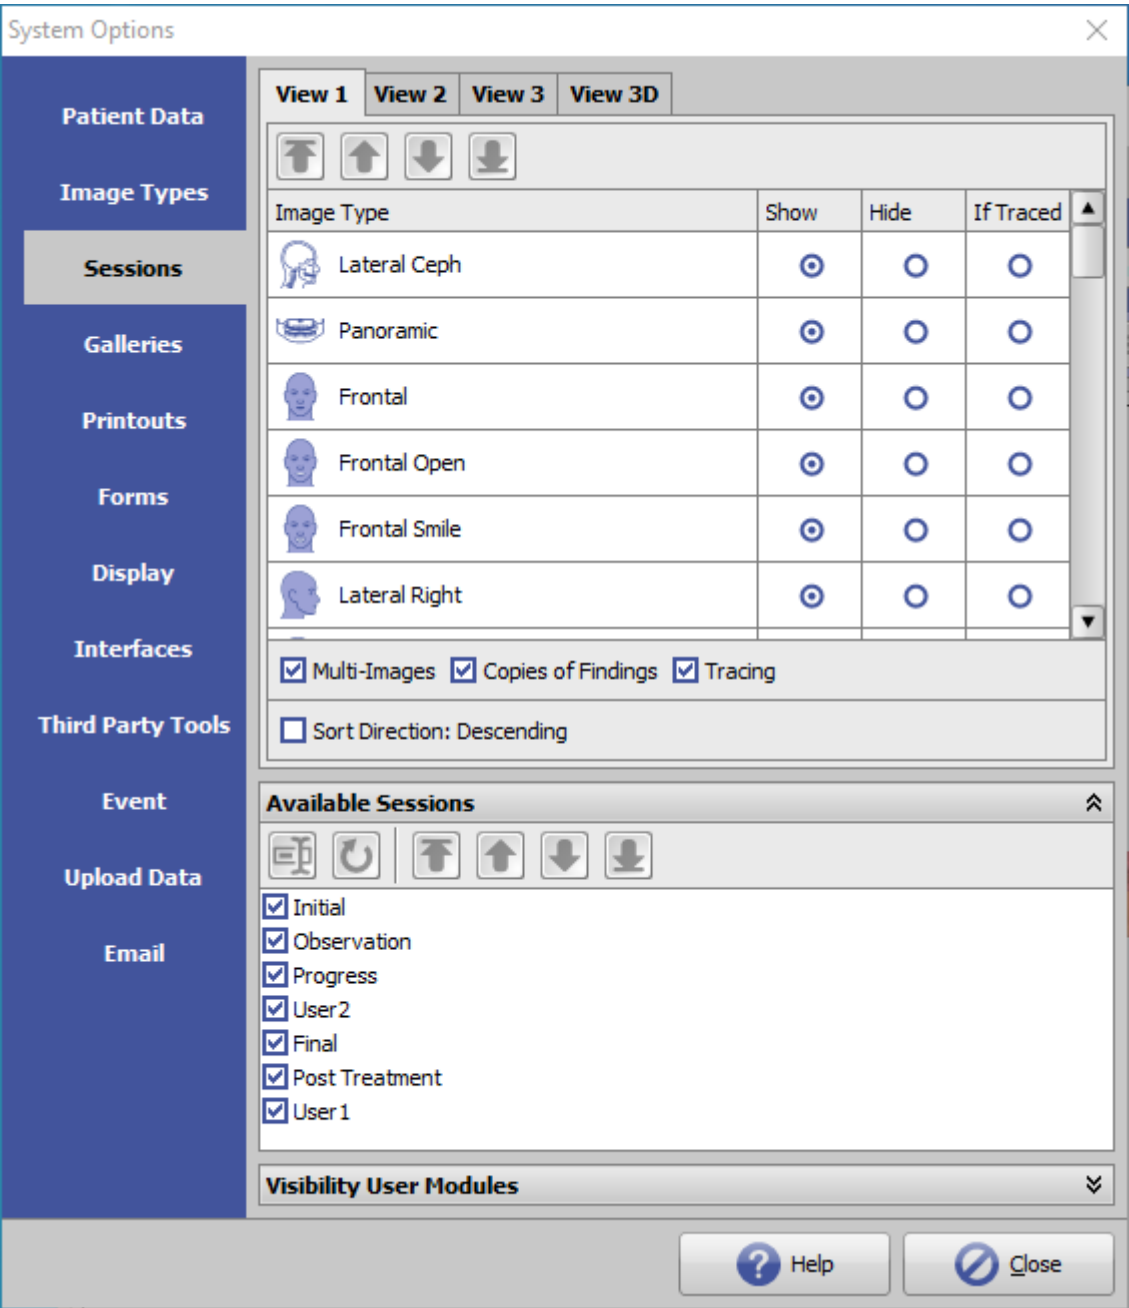 System Options
Patient Data
Image Types
Sessions
Galleries
Printouts
Forms
Display
Interfaces
Third Party Tools
Event
Upload Data
Email
View 1 View 2 View 3 View 3D
Image Type Show Hide If Traced
Lateral Ceph
Panoramic
Frontal
Frontal Open
Frontal Smile
Lateral Right
Multi-Images Copies of Findings Tracing
Sort Direction: Descending
Available Sessions
Initial
Observation
Progress
User2
Final
Post Treatment
User1
Visibility User Modules
Help Close